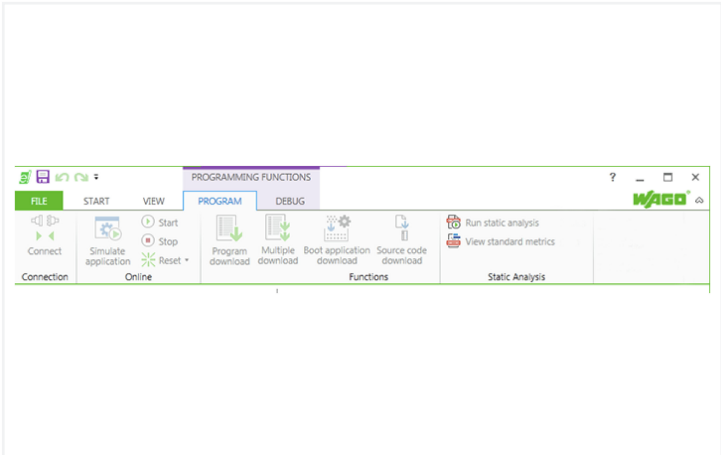 PROGRAMMING FUNCTIONS
?
FILE START VIEW PROGRAM DEBUG
WAGO
Connect
Connection
Simulate
application
Start
Stop
Reset
Online
Program
download
Multiple
download
Boot application
download
Source code
download
Functions
Run static analysis
View standard metrics
Static Analysis